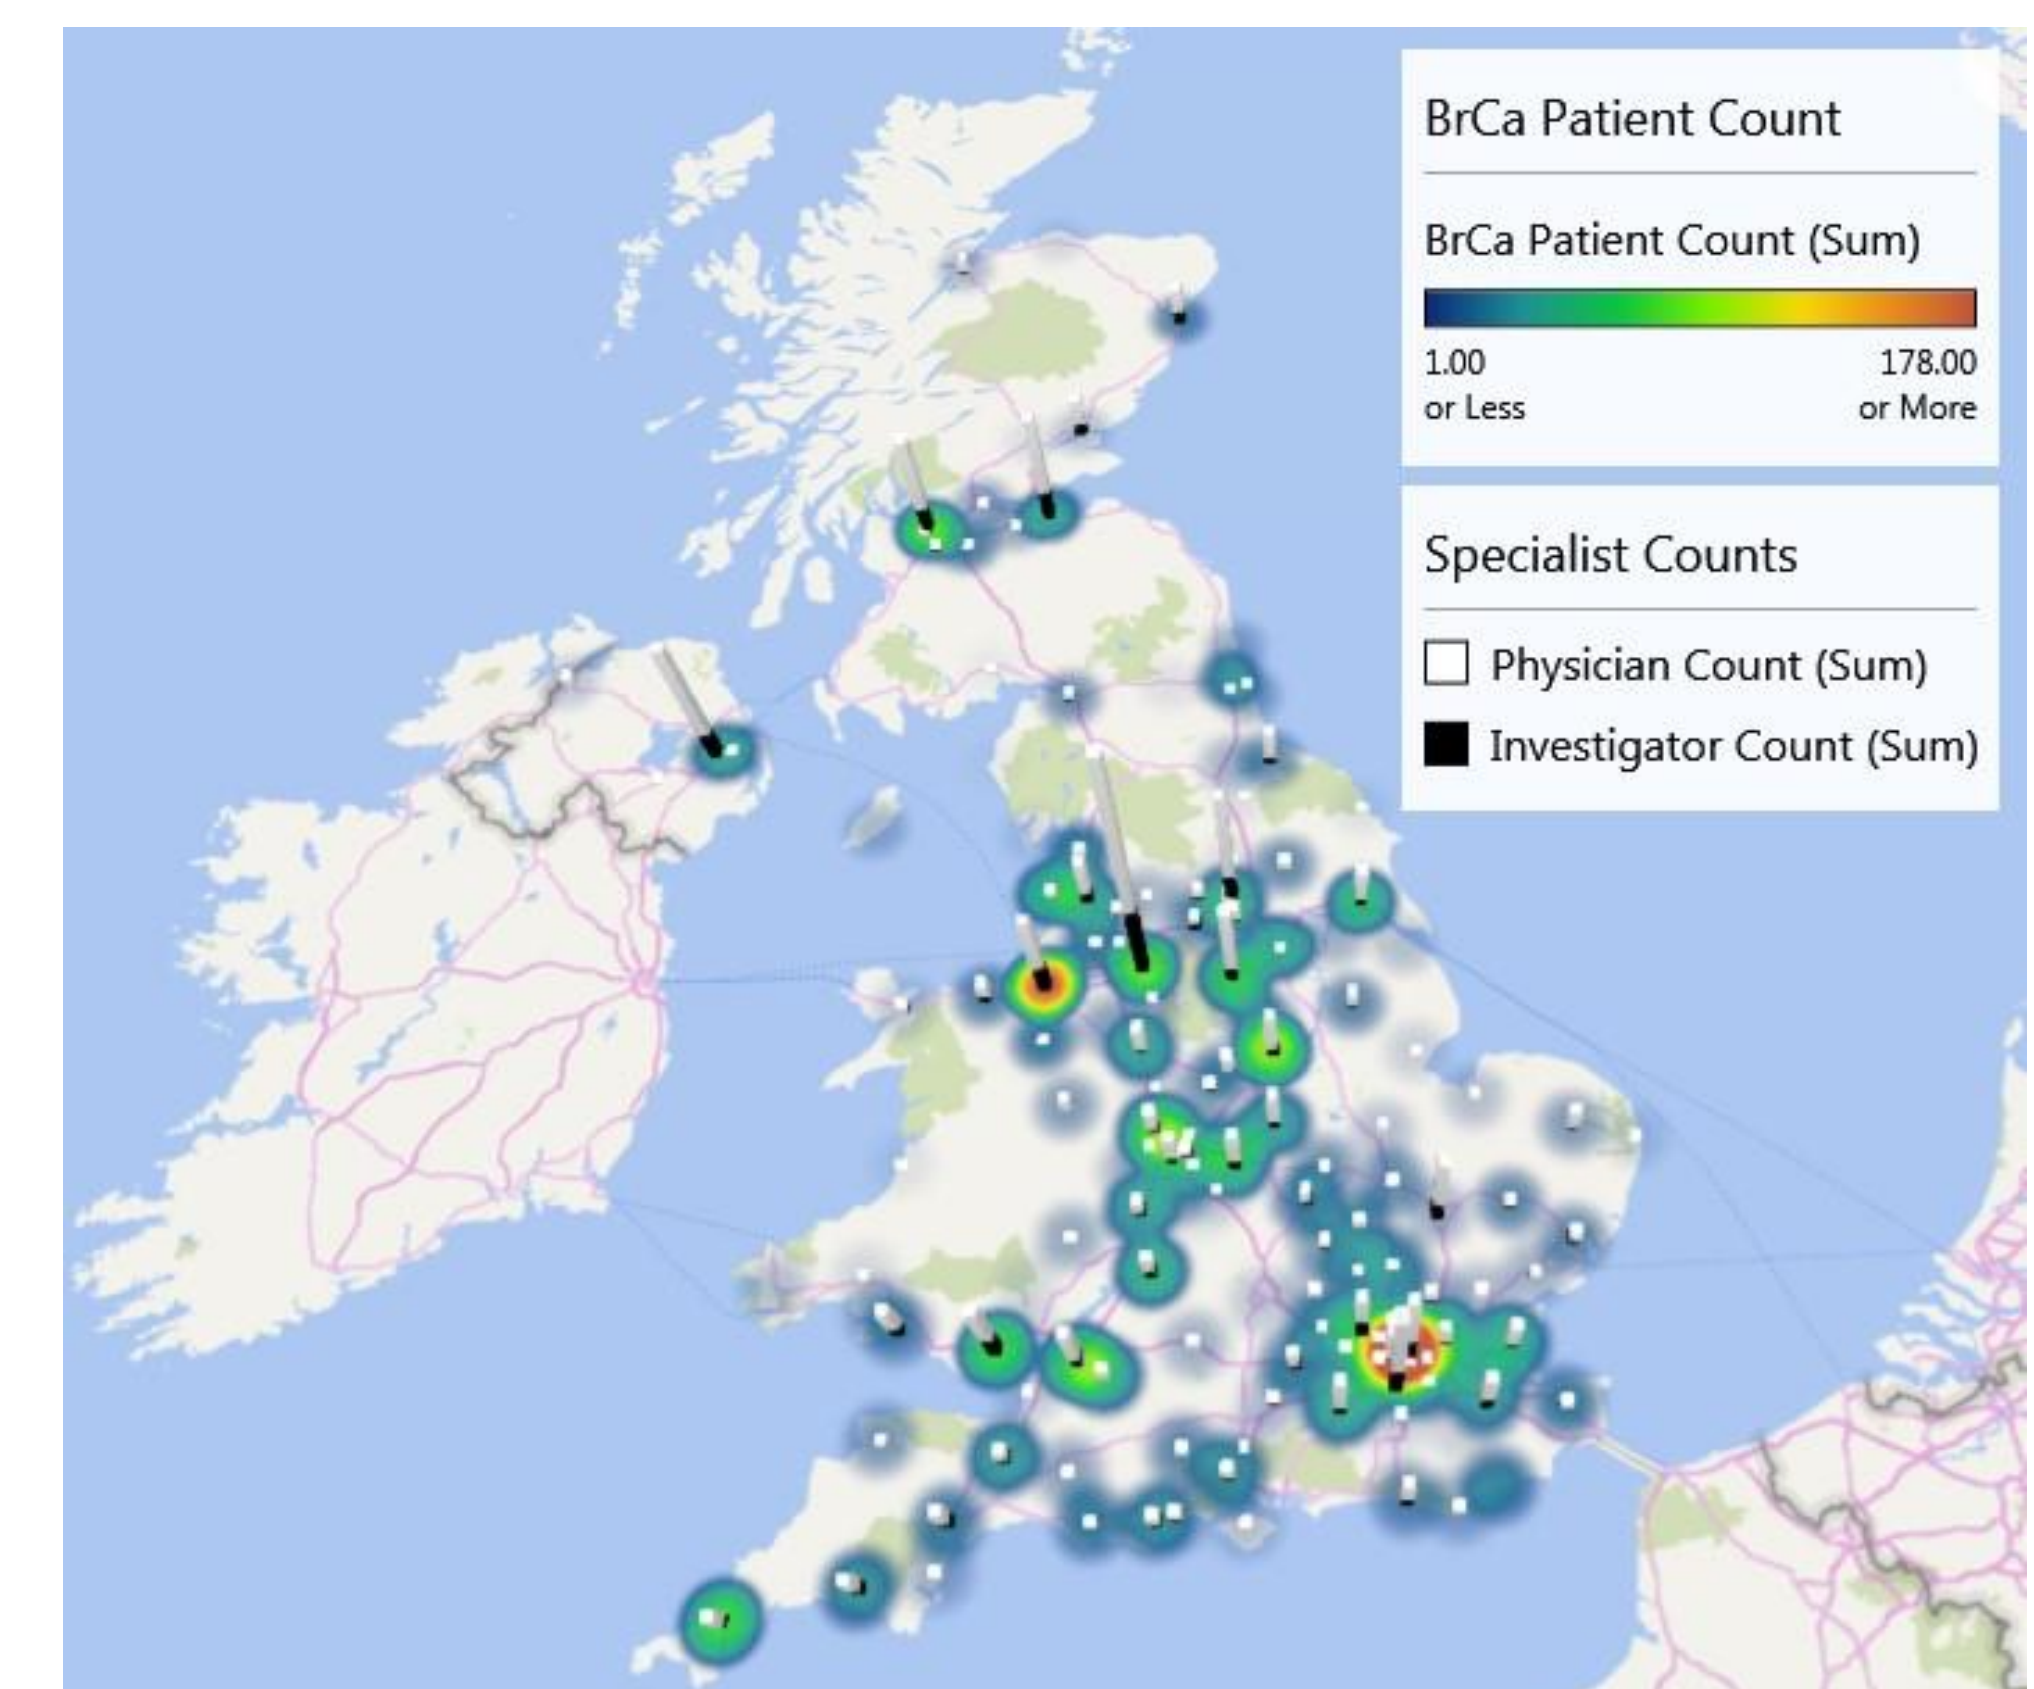 BrCa Patient Count
BrCa Patient Count (Sum)
1.00 178.00
or Less or More
Specialist Counts
Physician Count (Sum)
Investigator Count (Sum)